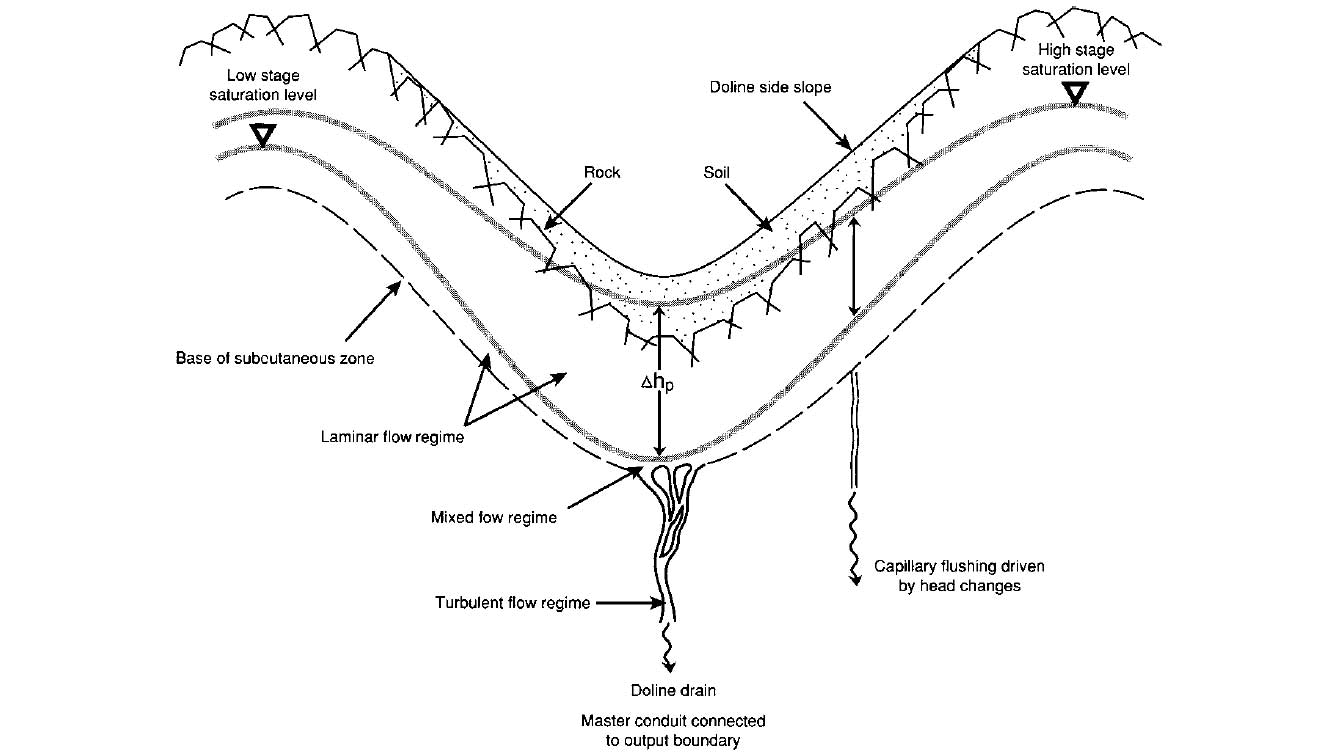 Low stage
saturation level
High stage
saturation level
Doline side slope
Rock
Soil
Base of subcutaneous zone
Δhp
Laminar flow regime
Mixed fow regime
Capillary flushing driven
by head changes
Turbulent flow regime
Doline drain
Master conduit connected
to output boundary